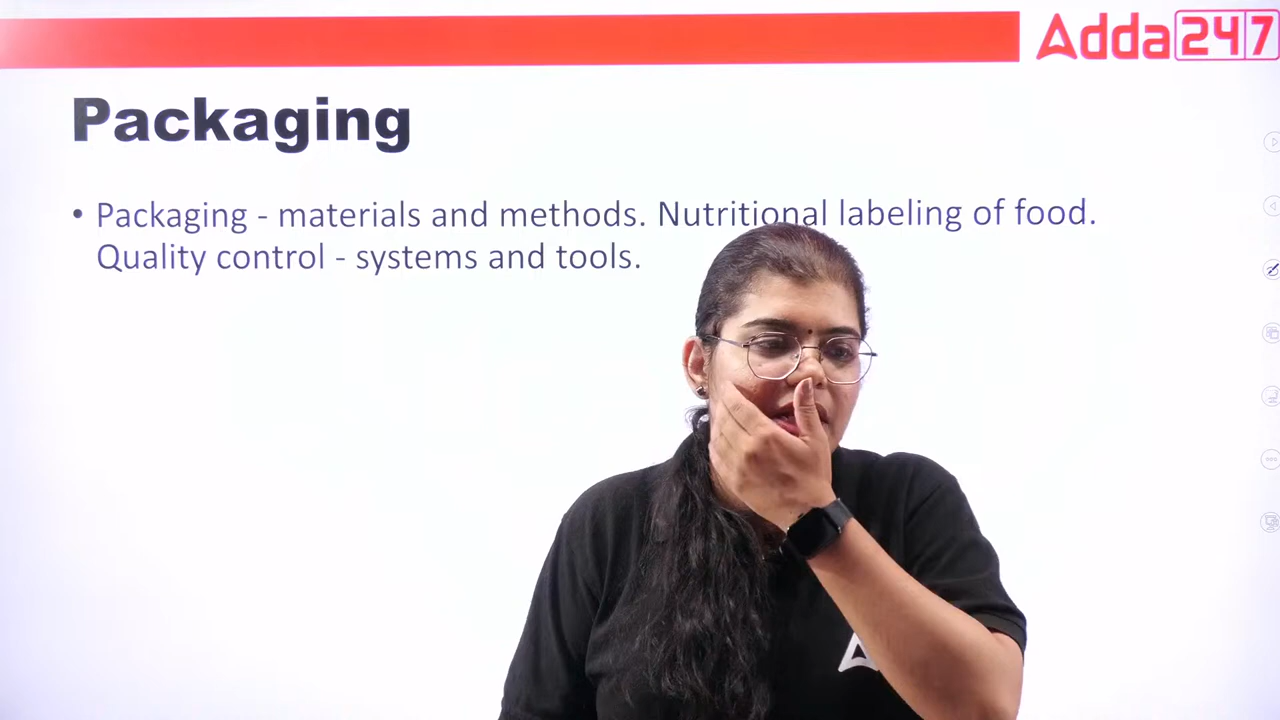 Adda247
Packaging
• Packaging - materials and methods. Nutritional labeling of food.
Quality control - systems and tools.